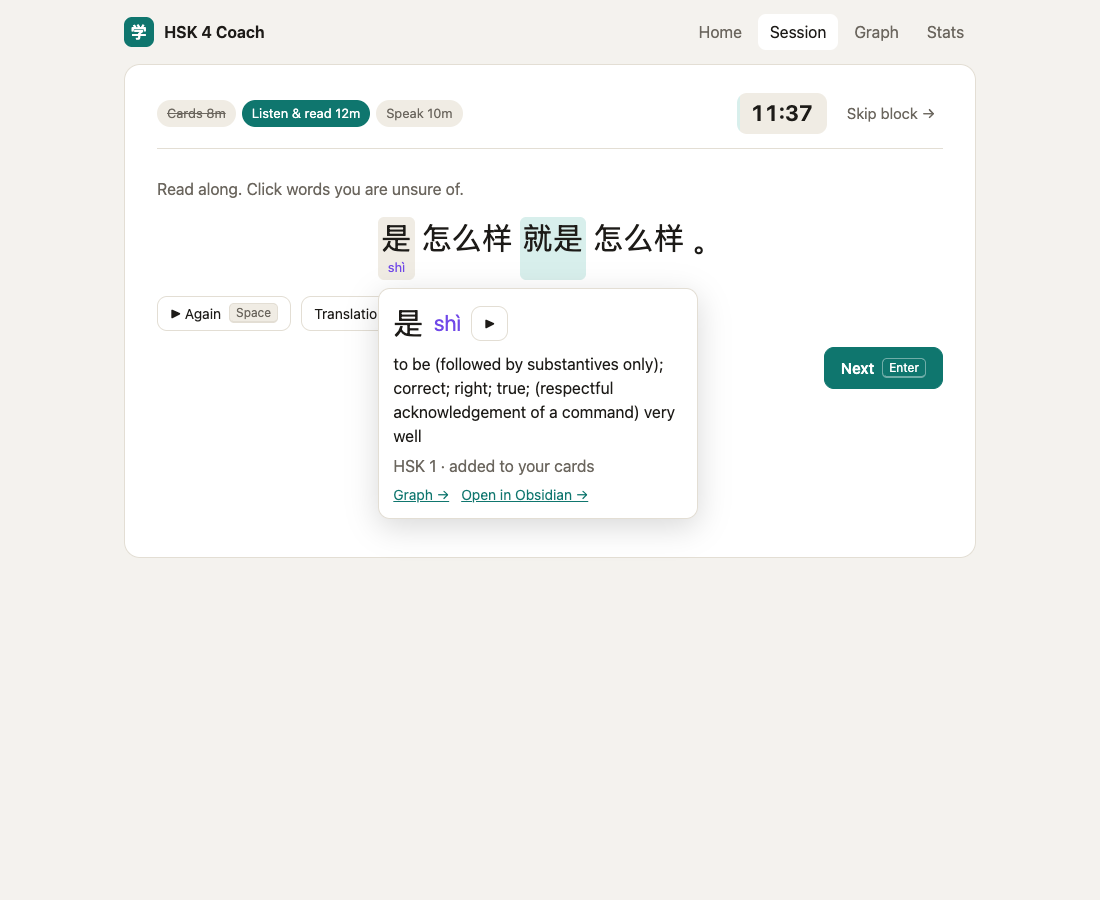 学 HSK 4 Coach Home Session Graph Stats
Cards 8m Listen & read 12m Speak 10m 11:37 Skip block →
Read along. Click words you are unsure of.
是 怎么样 就是 怎么样 。
shì
▶ Again Space Translatio
是 shì ▶
to be (followed by substantives only);
correct; right; true; (respectful
acknowledgement of a command) very
well
HSK 1 · added to your cards
Graph → Open in Obsidian →
Next Enter